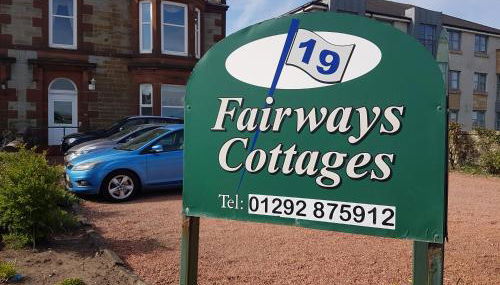 19
Fairways
Cottages
Tel: 01292 875912